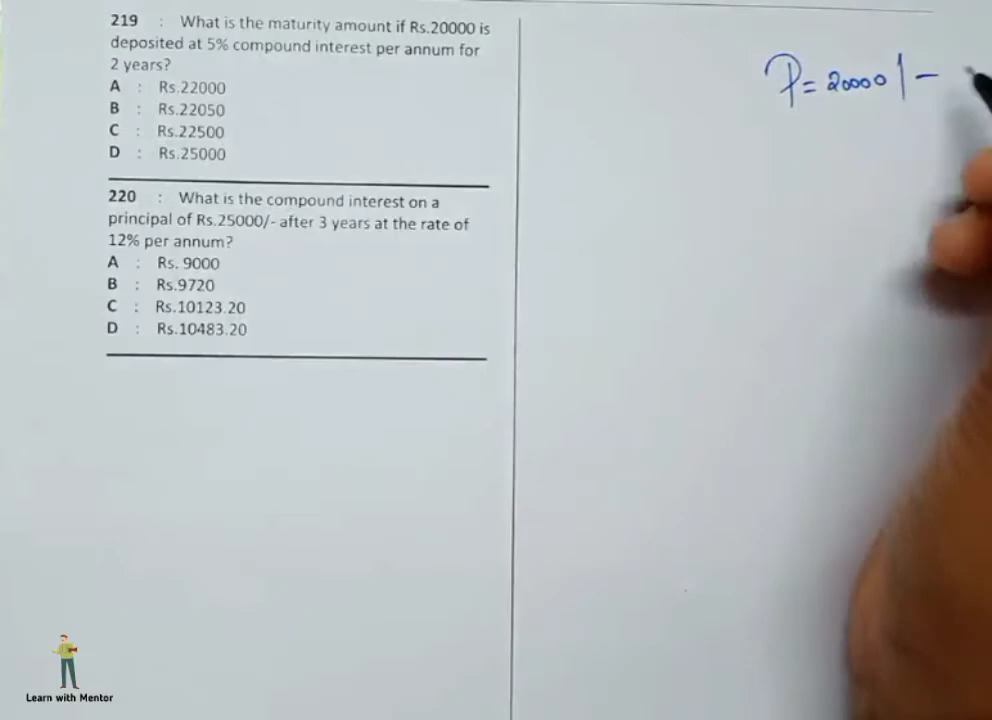 219 : What is the maturity amount if Rs.20000 is
deposited at 5% compound interest per annum for
2 years?
A : Rs.22000
B : Rs.22050
C : Rs.22500
D : Rs.25000
220 : What is the compound interest on a
principal of Rs.25000/- after 3 years at the rate of
12% per annum?
A : Rs. 9000
B : Rs.9720
C : Rs.10123.20
D : Rs.10483.20
P = 20000/-
Learn with Mentor